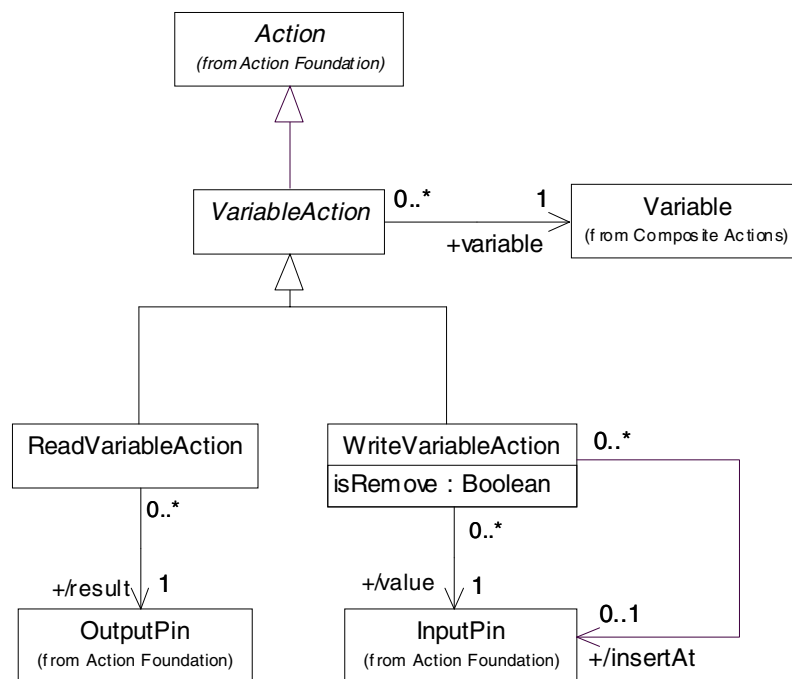 Action
(from Action Foundation)
VariableAction
0..*
1
+variable
Variable
(from Composite Actions)
ReadVariableAction
0..*
+/result
1
OutputPin
(from Action Foundation)
WriteVariableAction
isRemove : Boolean
0..*
+/value
1
InputPin
(from Action Foundation)
0..*
0..1
+/insertAt